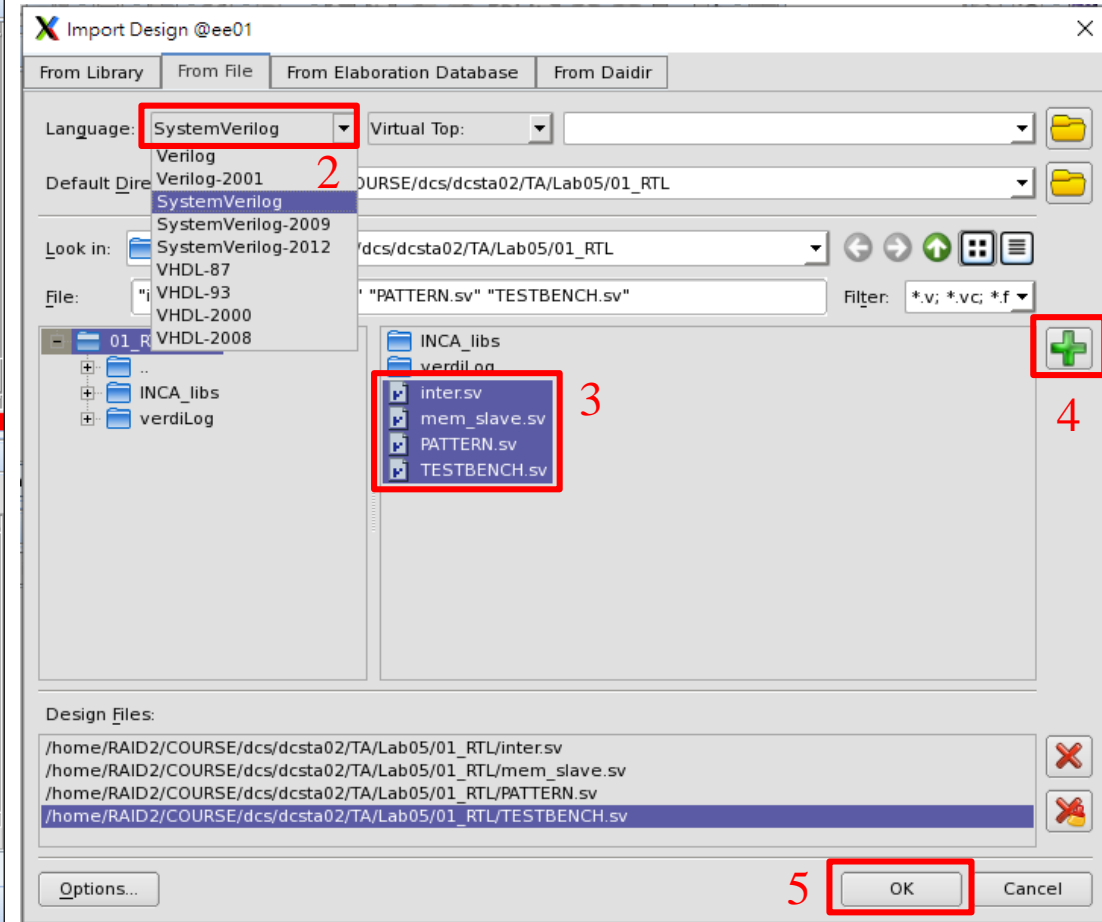 Import Design @ee01
From Library From File From Elaboration Database From Daidir
Language: SystemVerilog Virtual Top:
2
Verilog
Verilog-2001
SystemVerilog
SystemVerilog-2009
SystemVerilog-2012
VHDL-87
VHDL-93
VHDL-2000
VHDL-2008
Default Dire OURSE/dcs/dcsta02/TA/Lab05/01_RTL
Look in: /dcs/dcsta02/TA/Lab05/01_RTL
File: "i " "PATTERN.sv" "TESTBENCH.sv" Filter: *.v; *.vc; *.f
01_R
..
INCA_libs
verdiLog
INCA_libs
verdiLog
inter.sv
mem_slave.sv
PATTERN.sv
TESTBENCH.sv
3
4
Design Files:
/home/RAID2/COURSE/dcs/dcsta02/TA/Lab05/01_RTL/inter.sv
/home/RAID2/COURSE/dcs/dcsta02/TA/Lab05/01_RTL/mem_slave.sv
/home/RAID2/COURSE/dcs/dcsta02/TA/Lab05/01_RTL/PATTERN.sv
/home/RAID2/COURSE/dcs/dcsta02/TA/Lab05/01_RTL/TESTBENCH.sv
Options... 5 OK Cancel